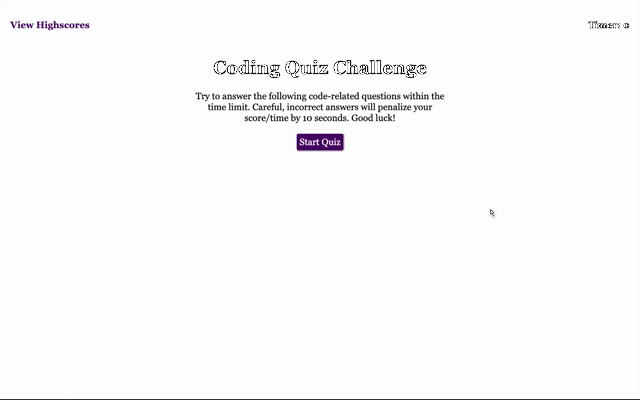 View Highscores
Timer: 0
Coding Quiz Challenge
Try to answer the following code-related questions within the
time limit. Careful, incorrect answers will penalize your
score/time by 10 seconds. Good luck!
Start Quiz